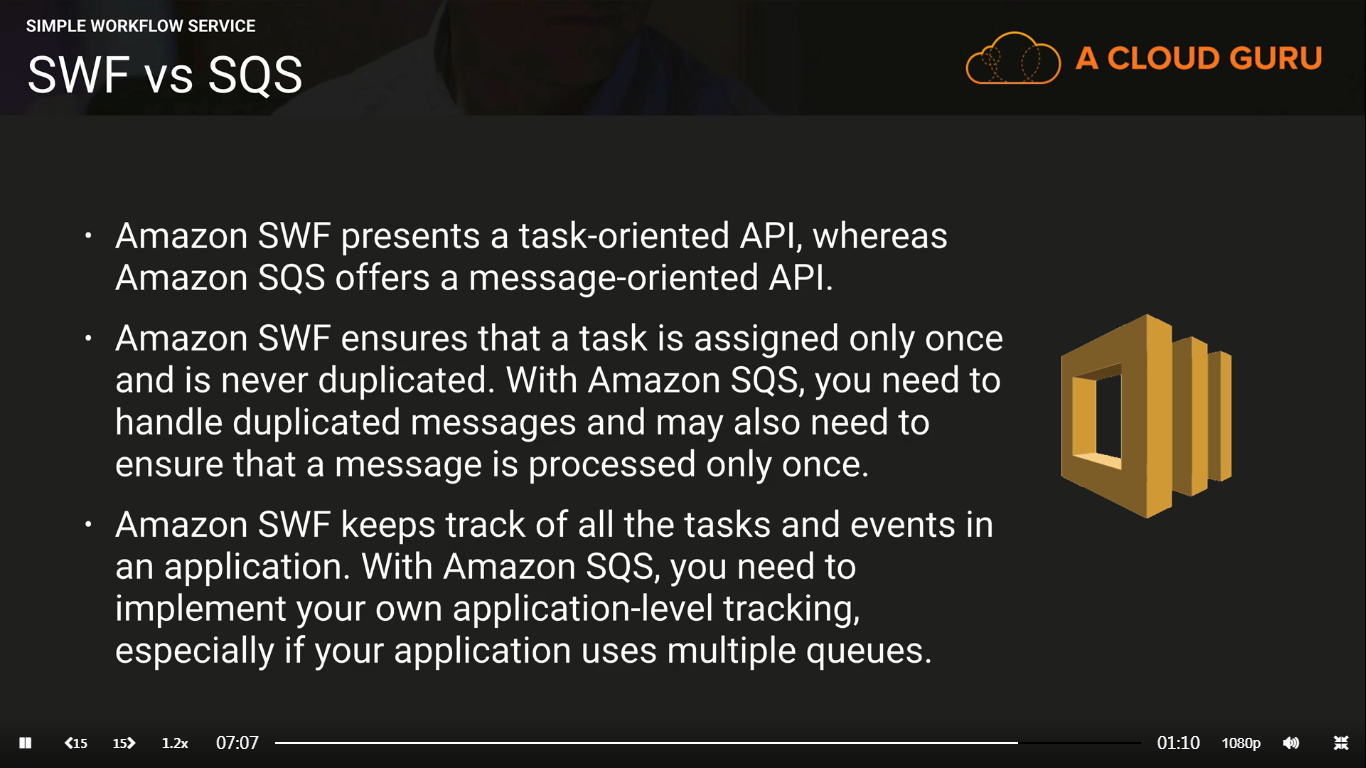 SIMPLE WORKFLOW SERVICE
SWF vs SQS
A CLOUD GURU
• Amazon SWF presents a task-oriented API, whereas
Amazon SQS offers a message-oriented API.
• Amazon SWF ensures that a task is assigned only once
and is never duplicated. With Amazon SQS, you need to
handle duplicated messages and may also need to
ensure that a message is processed only once.
• Amazon SWF keeps track of all the tasks and events in
an application. With Amazon SQS, you need to
implement your own application-level tracking,
especially if your application uses multiple queues.
15 15 1.2x 07:07 01:10 1080p